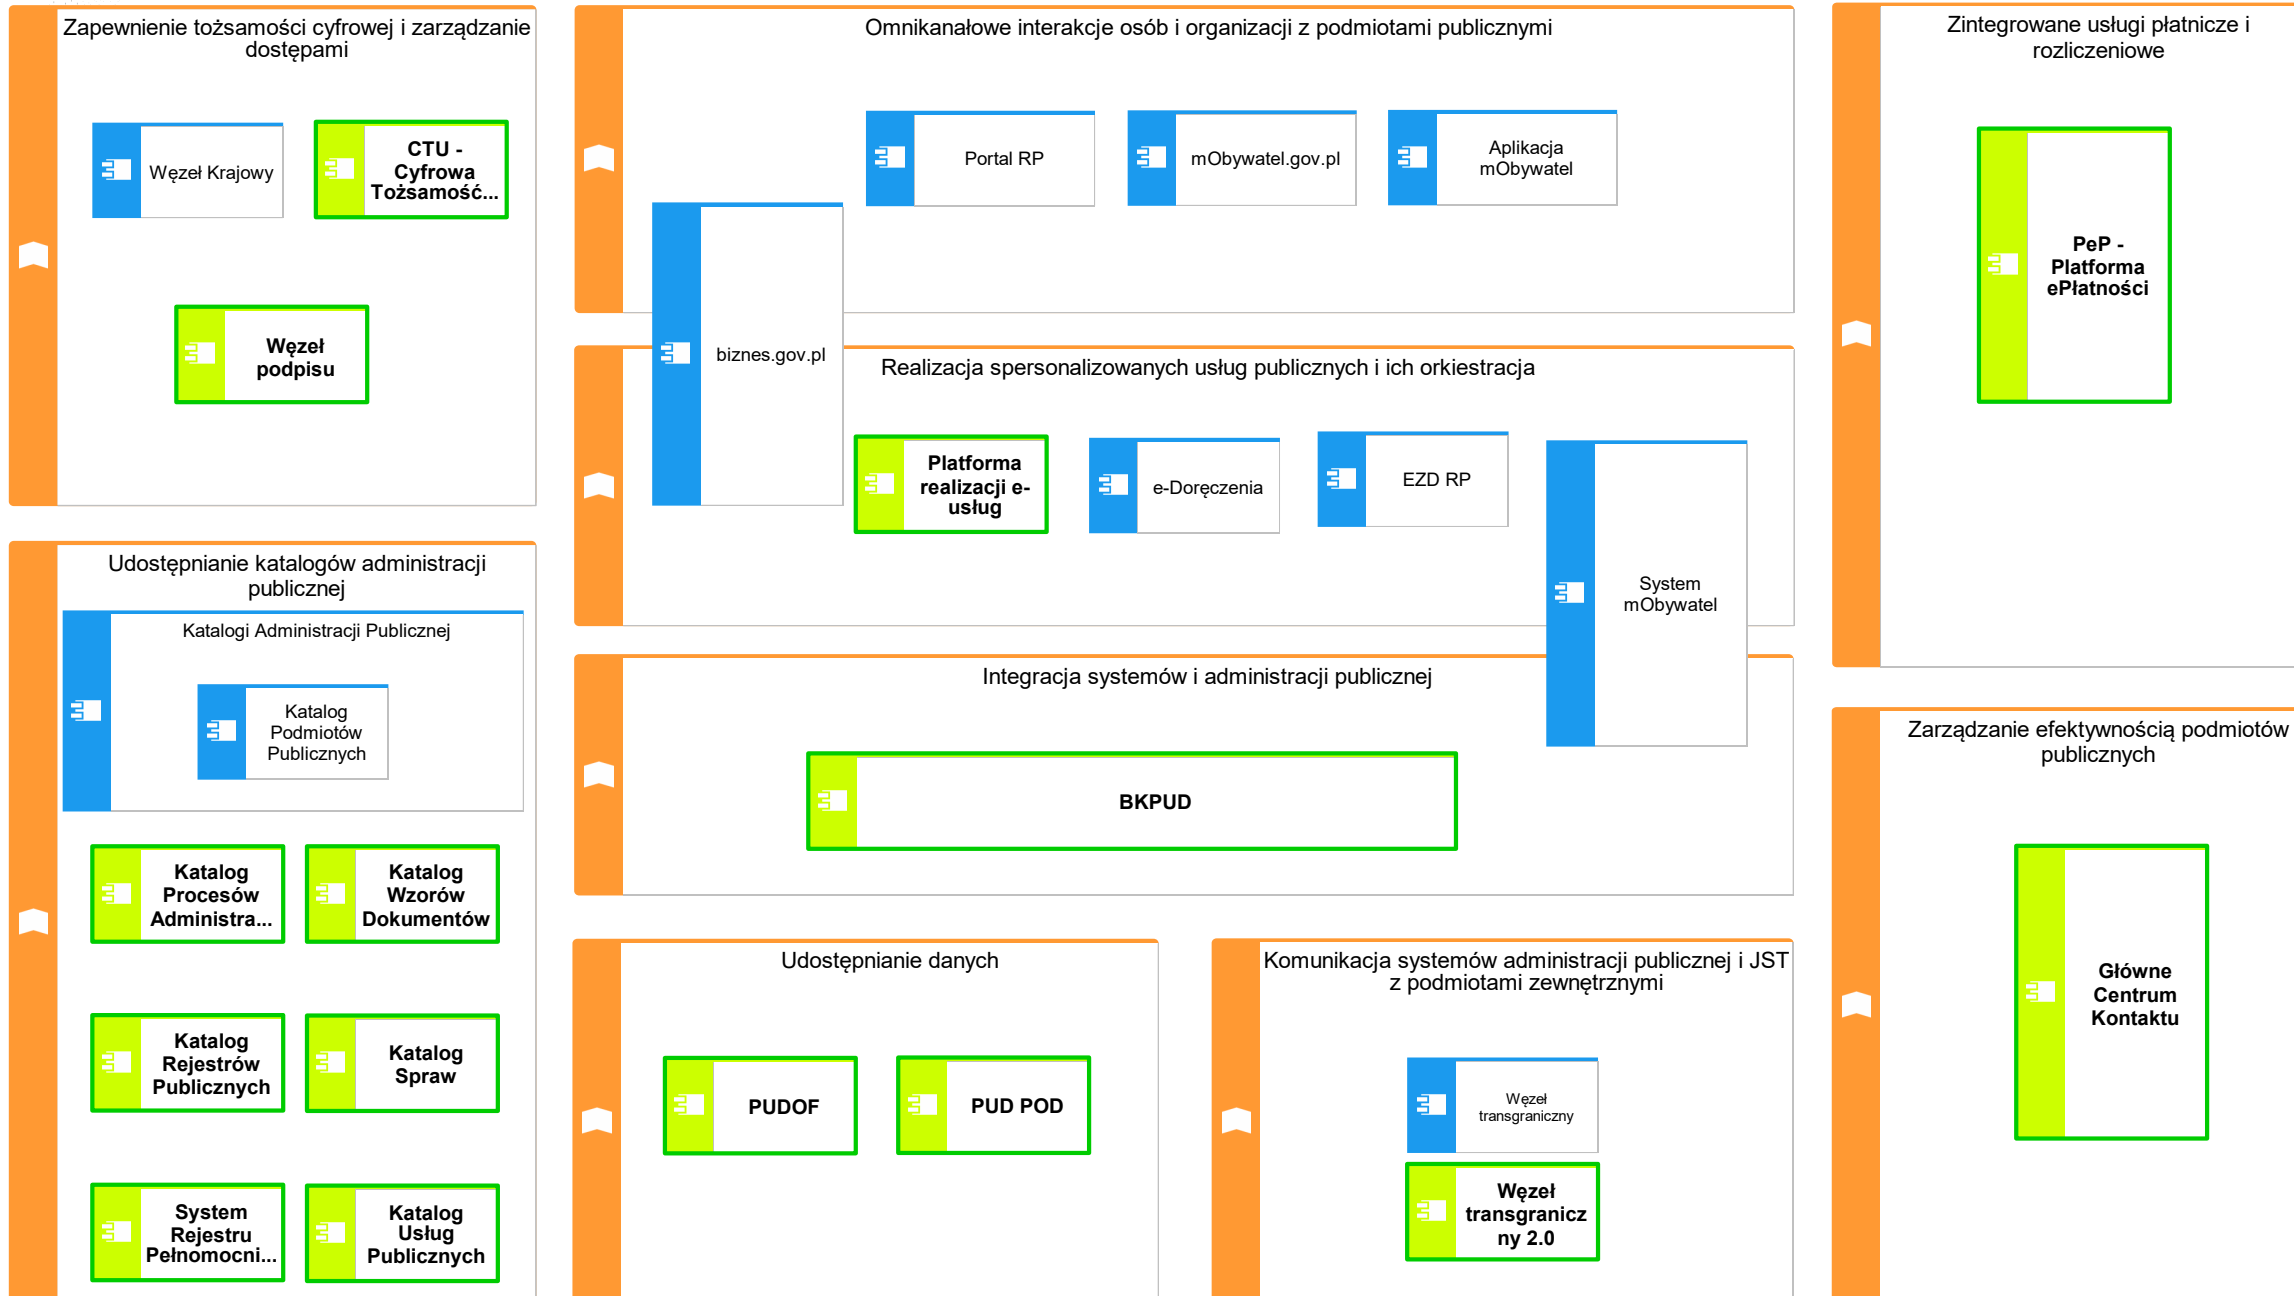 Zapewnienie tożsamości cyfrowej i zarządzanie
dostępami
Węzeł Krajowy
CTU -
Cyfrowa
Tożsamość...
Węzeł
podpisu
Udostępnianie katalogów administracji
publicznej
Katalogi Administracji Publicznej
Katalog
Podmiotów
Publicznych
Katalog
Procesów
Administra...
Katalog
Wzorów
Dokumentów
Katalog
Rejestrów
Publicznych
Katalog
Spraw
System
Rejestru
Pełnomocni...
Katalog
Usług
Publicznych
Omnikanałowe interakcje osób i organizacji z podmiotami publicznymi
Portal RP
mObywatel.gov.pl
Aplikacja
mObywatel
biznes.gov.pl
Realizacja spersonalizowanych usług publicznych i ich orkiestracja
Platforma
realizacji e-
usług
e-Doręczenia
EZD RP
System
mObywatel
Integracja systemów i administracji publicznej
BKPUD
Udostępnianie danych
PUDOF
PUD POD
Komunikacja systemów administracji publicznej i JST
z podmiotami zewnętrznymi
Węzeł
transgraniczny
Węzeł
transgranicz
ny 2.0
Zintegrowane usługi płatnicze i
rozliczeniowe
PeP -
Platforma
ePłatności
Zarządzanie efektywnością podmiotów
publicznych
Główne
Centrum
Kontaktu